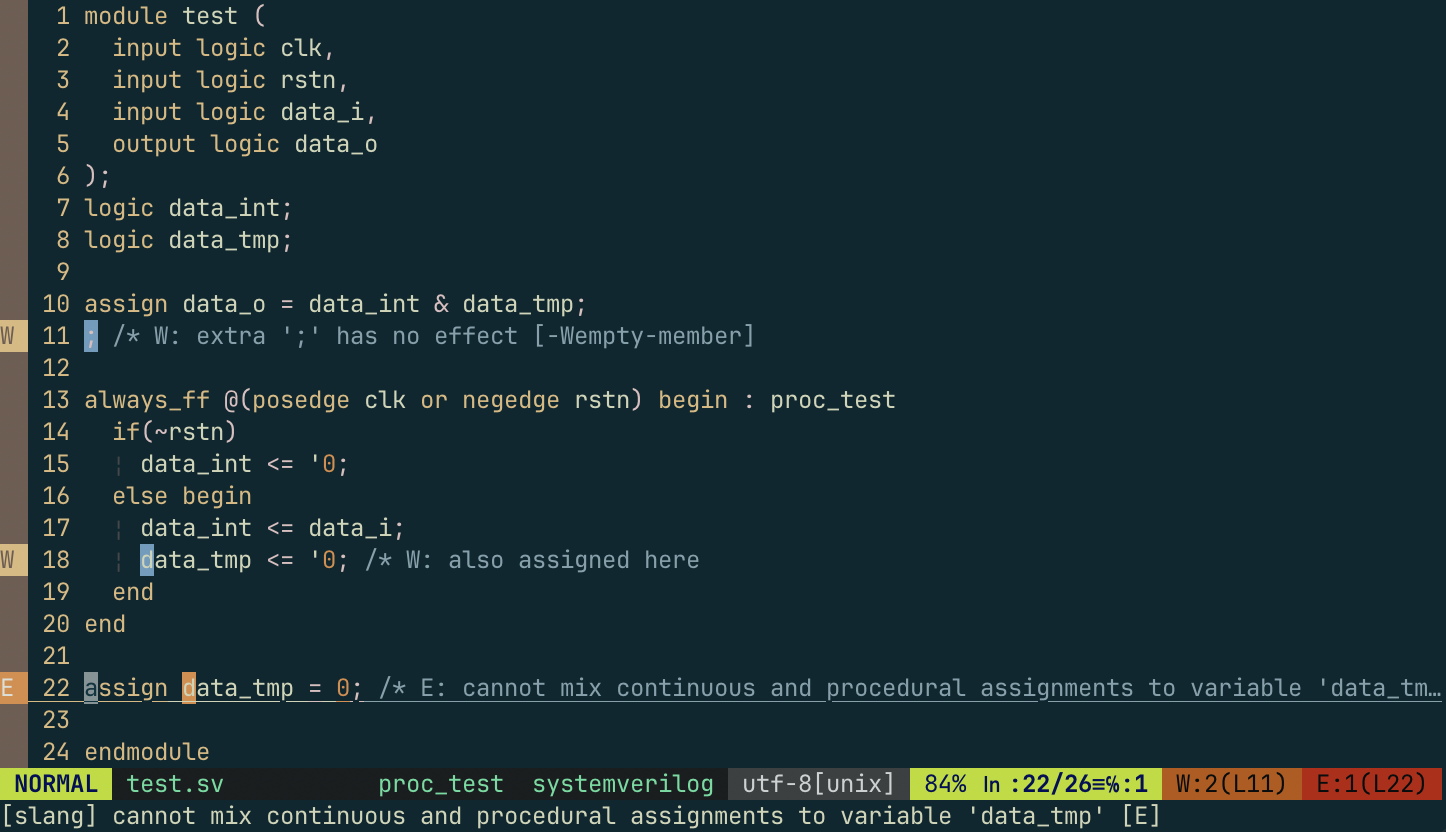 1 module test (
2   input logic clk,
3   input logic rstn,
4   input logic data_i,
5   output logic data_o
6 );
7 logic data_int;
8 logic data_tmp;
9
10 assign data_o = data_int & data_tmp;
W 11 ; /* W: extra ';' has no effect [-Wempty-member]
12
13 always_ff @(posedge clk or negedge rstn) begin : proc_test
14   if(~rstn)
15   ¦ data_int <= '0;
16   else begin
17   ¦ data_int <= data_i;
W 18   ¦ data_tmp <= '0; /* W: also assigned here
19   end
20 end
21
E 22 assign data_tmp = 0; /* E: cannot mix continuous and procedural assignments to variable 'data_tm…
23
24 endmodule
NORMAL test.sv proc_test systemverilog utf-8[unix] 84% ln :22/26≡℅:1 W:2(L11) E:1(L22)
[slang] cannot mix continuous and procedural assignments to variable 'data_tmp' [E]